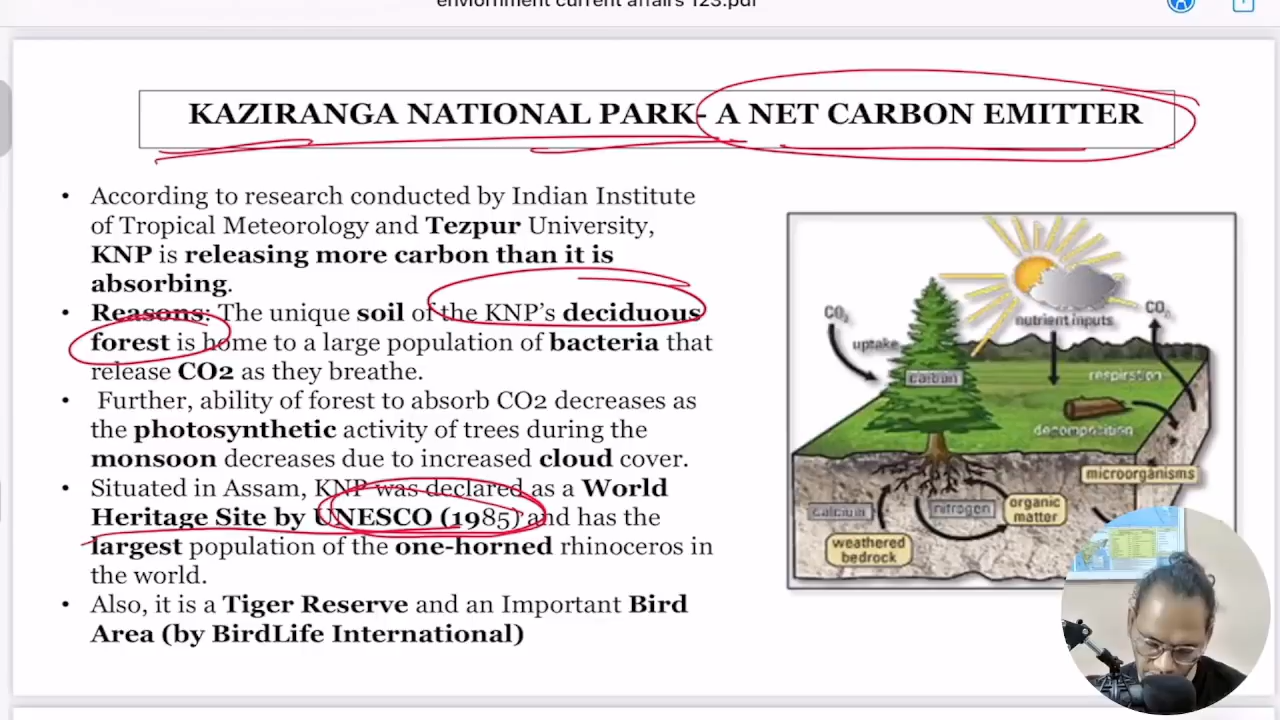 enviornment current affairs 123.pdf
KAZIRANGA NATIONAL PARK- A NET CARBON EMITTER
• According to research conducted by Indian Institute
of Tropical Meteorology and Tezpur University,
KNP is releasing more carbon than it is
absorbing.
• Reasons: The unique soil of the KNP's deciduous
forest is home to a large population of bacteria that
release CO2 as they breathe.
• Further, ability of forest to absorb CO2 decreases as
the photosynthetic activity of trees during the
monsoon decreases due to increased cloud cover.
• Situated in Assam, KNP was declared as a World
Heritage Site by UNESCO (1985) and has the
largest population of the one-horned rhinoceros in
the world.
• Also, it is a Tiger Reserve and an Important Bird
Area (by BirdLife International)
CO₂
uptake
carbon
nutrient inputs
CO₂
respiration
decomposition
microorganisms
calcium
nitrogen
organic
matter
weathered
bedrock